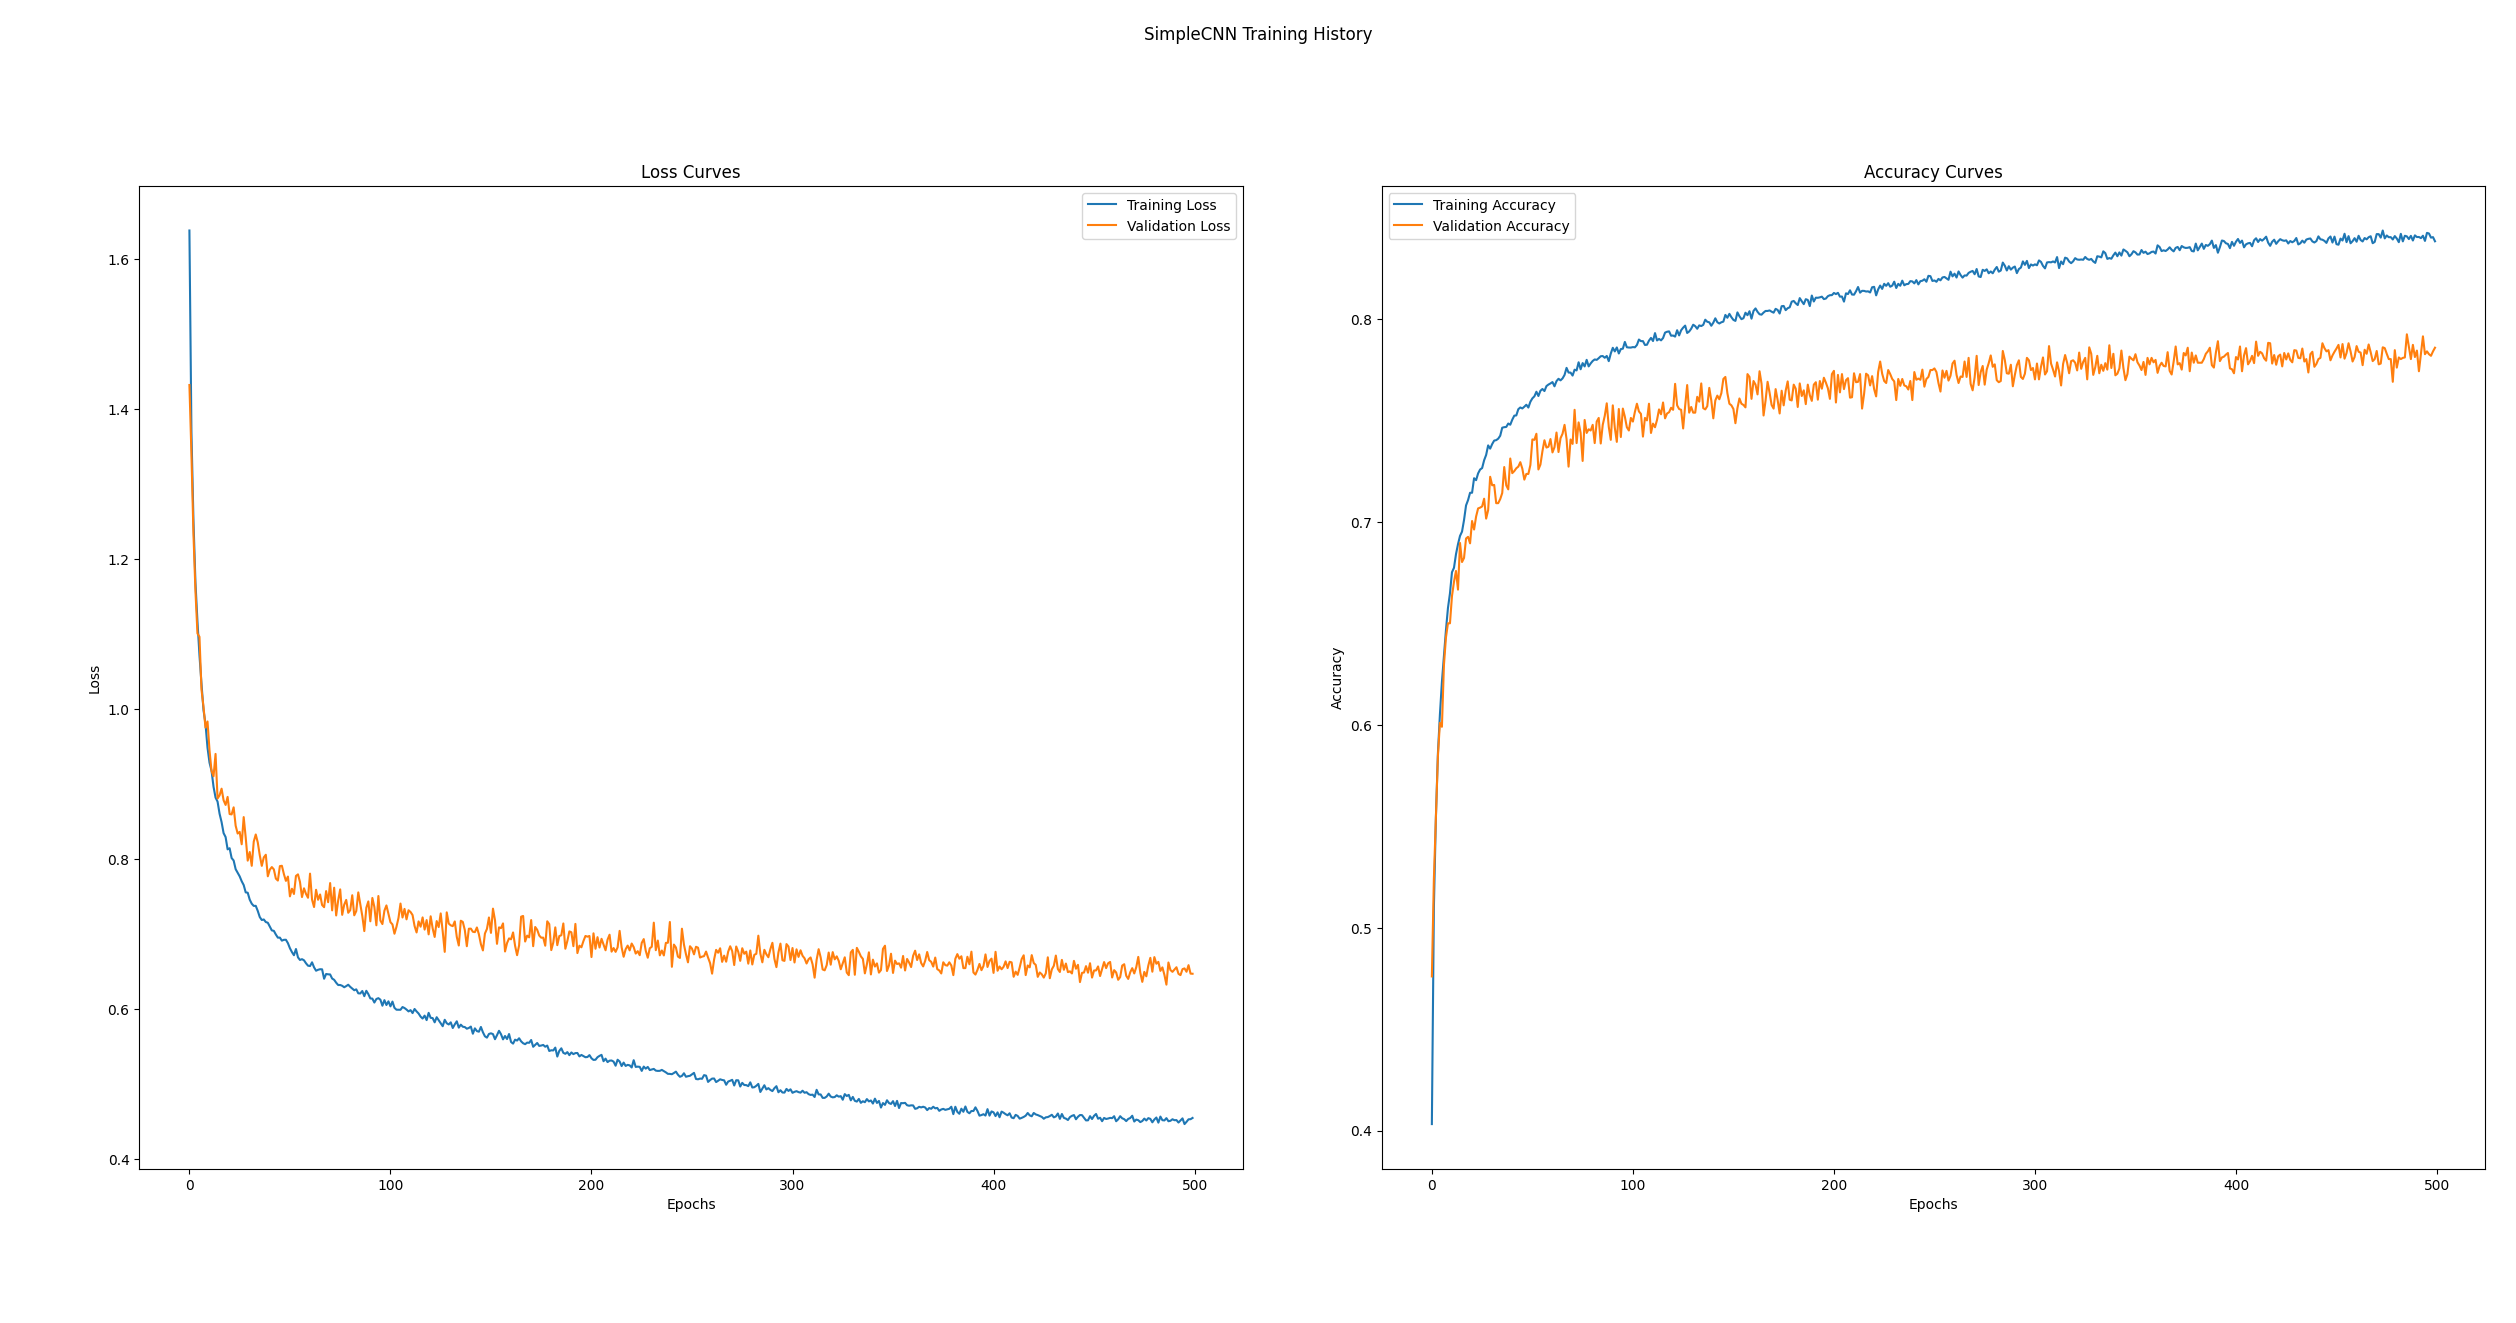 SimpleCNN Training History
Loss Curves
Training Loss
Validation Loss
1.6
1.4
1.2
1.0
0.8
0.6
0.4
Loss
0
100
200
300
400
500
Epochs
Accuracy Curves
Training Accuracy
Validation Accuracy
0.8
0.7
0.6
0.5
0.4
Accuracy
0
100
200
300
400
500
Epochs